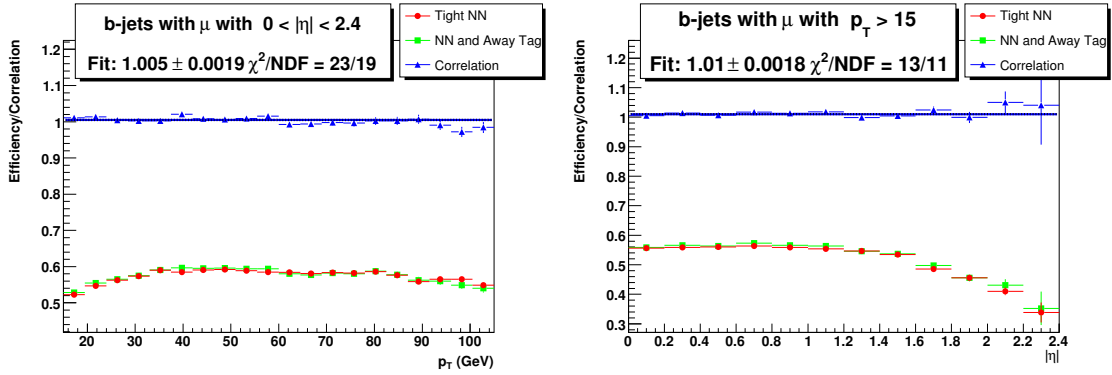 b-jets with μ with 0 < |η| < 2.4
Fit: 1.005 ± 0.0019 χ²/NDF = 23/19
Tight NN
NN and Away Tag
Correlation
Efficiency/Correlation
1.2
1.1
1
0.9
0.8
0.7
0.6
0.5
20 30 40 50 60 70 80 90 100
p_T (GeV)
b-jets with μ with p_T > 15
Fit: 1.01 ± 0.0018 χ²/NDF = 13/11
Tight NN
NN and Away Tag
Correlation
Efficiency/Correlation
1.2
1.1
1
0.9
0.8
0.7
0.6
0.5
0.4
0.3
0 0.2 0.4 0.6 0.8 1 1.2 1.4 1.6 1.8 2 2.2 2.4
|η|